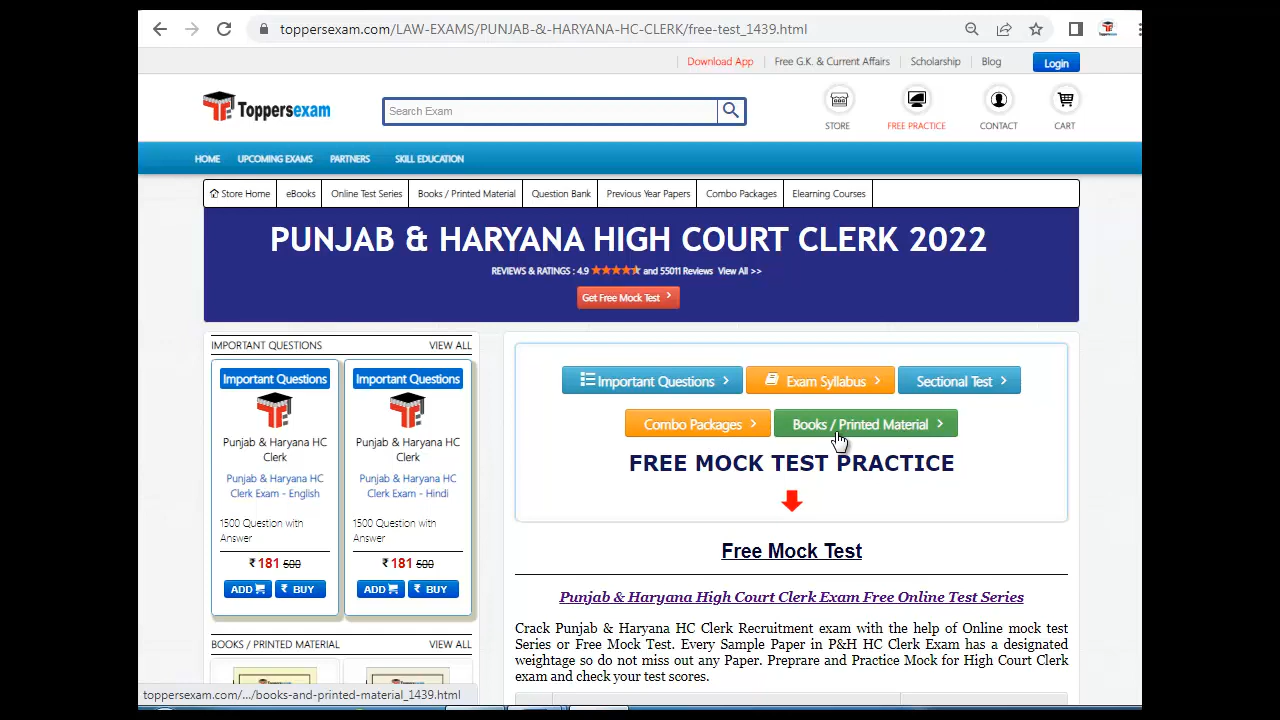 toppersexam.com/LAW-EXAMS/PUNJAB-&-HARYANA-HC-CLERK/free-test_1439.html
Download App
Free G.K. & Current Affairs
Scholarship
Blog
Login
Toppersexam
Search Exam
STORE
FREE PRACTICE
CONTACT
CART
HOME
UPCOMING EXAMS
PARTNERS
SKILL EDUCATION
Store Home
eBooks
Online Test Series
Books / Printed Material
Question Bank
Previous Year Papers
Combo Packages
Elearning Courses
PUNJAB & HARYANA HIGH COURT CLERK 2022
REVIEWS & RATINGS : 4.9 and 55011 Reviews View All >>
Get Free Mock Test >
IMPORTANT QUESTIONS
VIEW ALL
Important Questions
Punjab & Haryana HC
Clerk
Punjab & Haryana HC
Clerk Exam - English
1500 Question with
Answer
₹ 181 500
ADD
₹ BUY
Important Questions
Punjab & Haryana HC
Clerk
Punjab & Haryana HC
Clerk Exam - Hindi
1500 Question with
Answer
₹ 181 500
ADD
₹ BUY
BOOKS / PRINTED MATERIAL
VIEW ALL
Important Questions >
Exam Syllabus >
Sectional Test >
Combo Packages >
Books / Printed Material >
FREE MOCK TEST PRACTICE
Free Mock Test
Punjab & Haryana High Court Clerk Exam Free Online Test Series
Crack Punjab & Haryana HC Clerk Recruitment exam with the help of Online mock test
Series or Free Mock Test. Every Sample Paper in P&H HC Clerk Exam has a designated
weightage so do not miss out any Paper. Preprare and Practice Mock for High Court Clerk
exam and check your test scores.
toppersexam.com/.../books-and-printed-material_1439.html